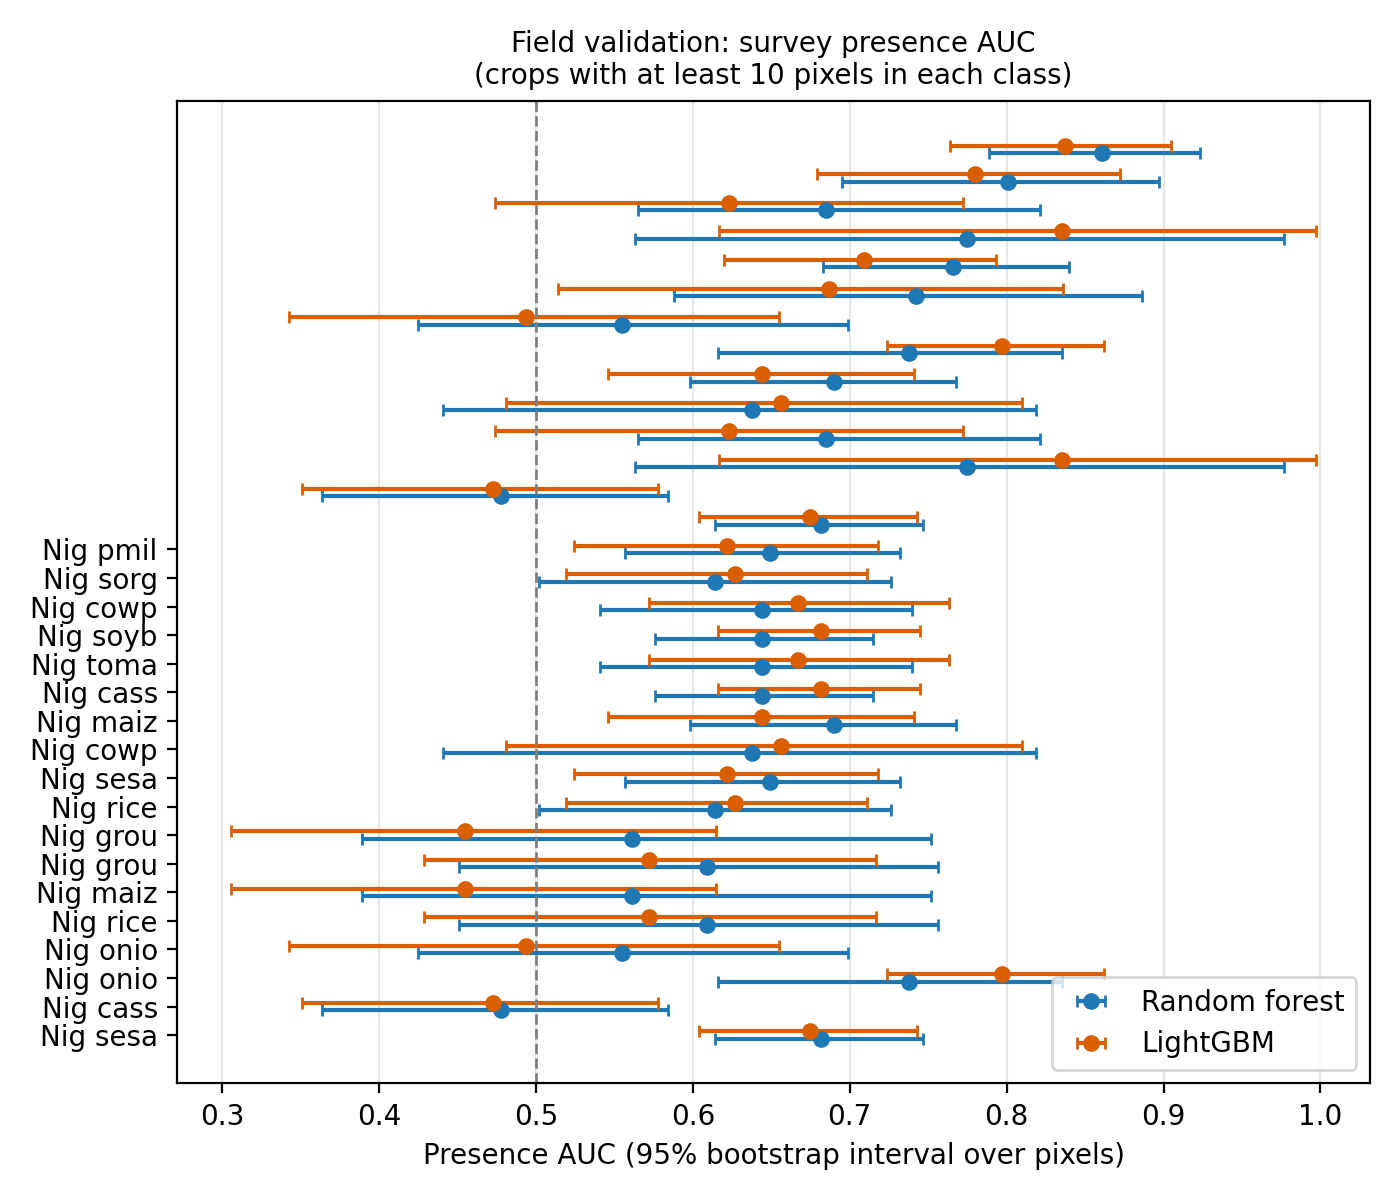 Field validation: survey presence AUC
(crops with at least 10 pixels in each class)
Nig pmil
Nig sorg
Nig cowp
Nig soyb
Nig toma
Nig cass
Nig maiz
Nig cowp
Nig sesa
Nig rice
Nig grou
Nig grou
Nig maiz
Nig rice
Nig onio
Nig onio
Nig cass
Nig sesa
Random forest
LightGBM
0.3 0.4 0.5 0.6 0.7 0.8 0.9 1.0
Presence AUC (95% bootstrap interval over pixels)